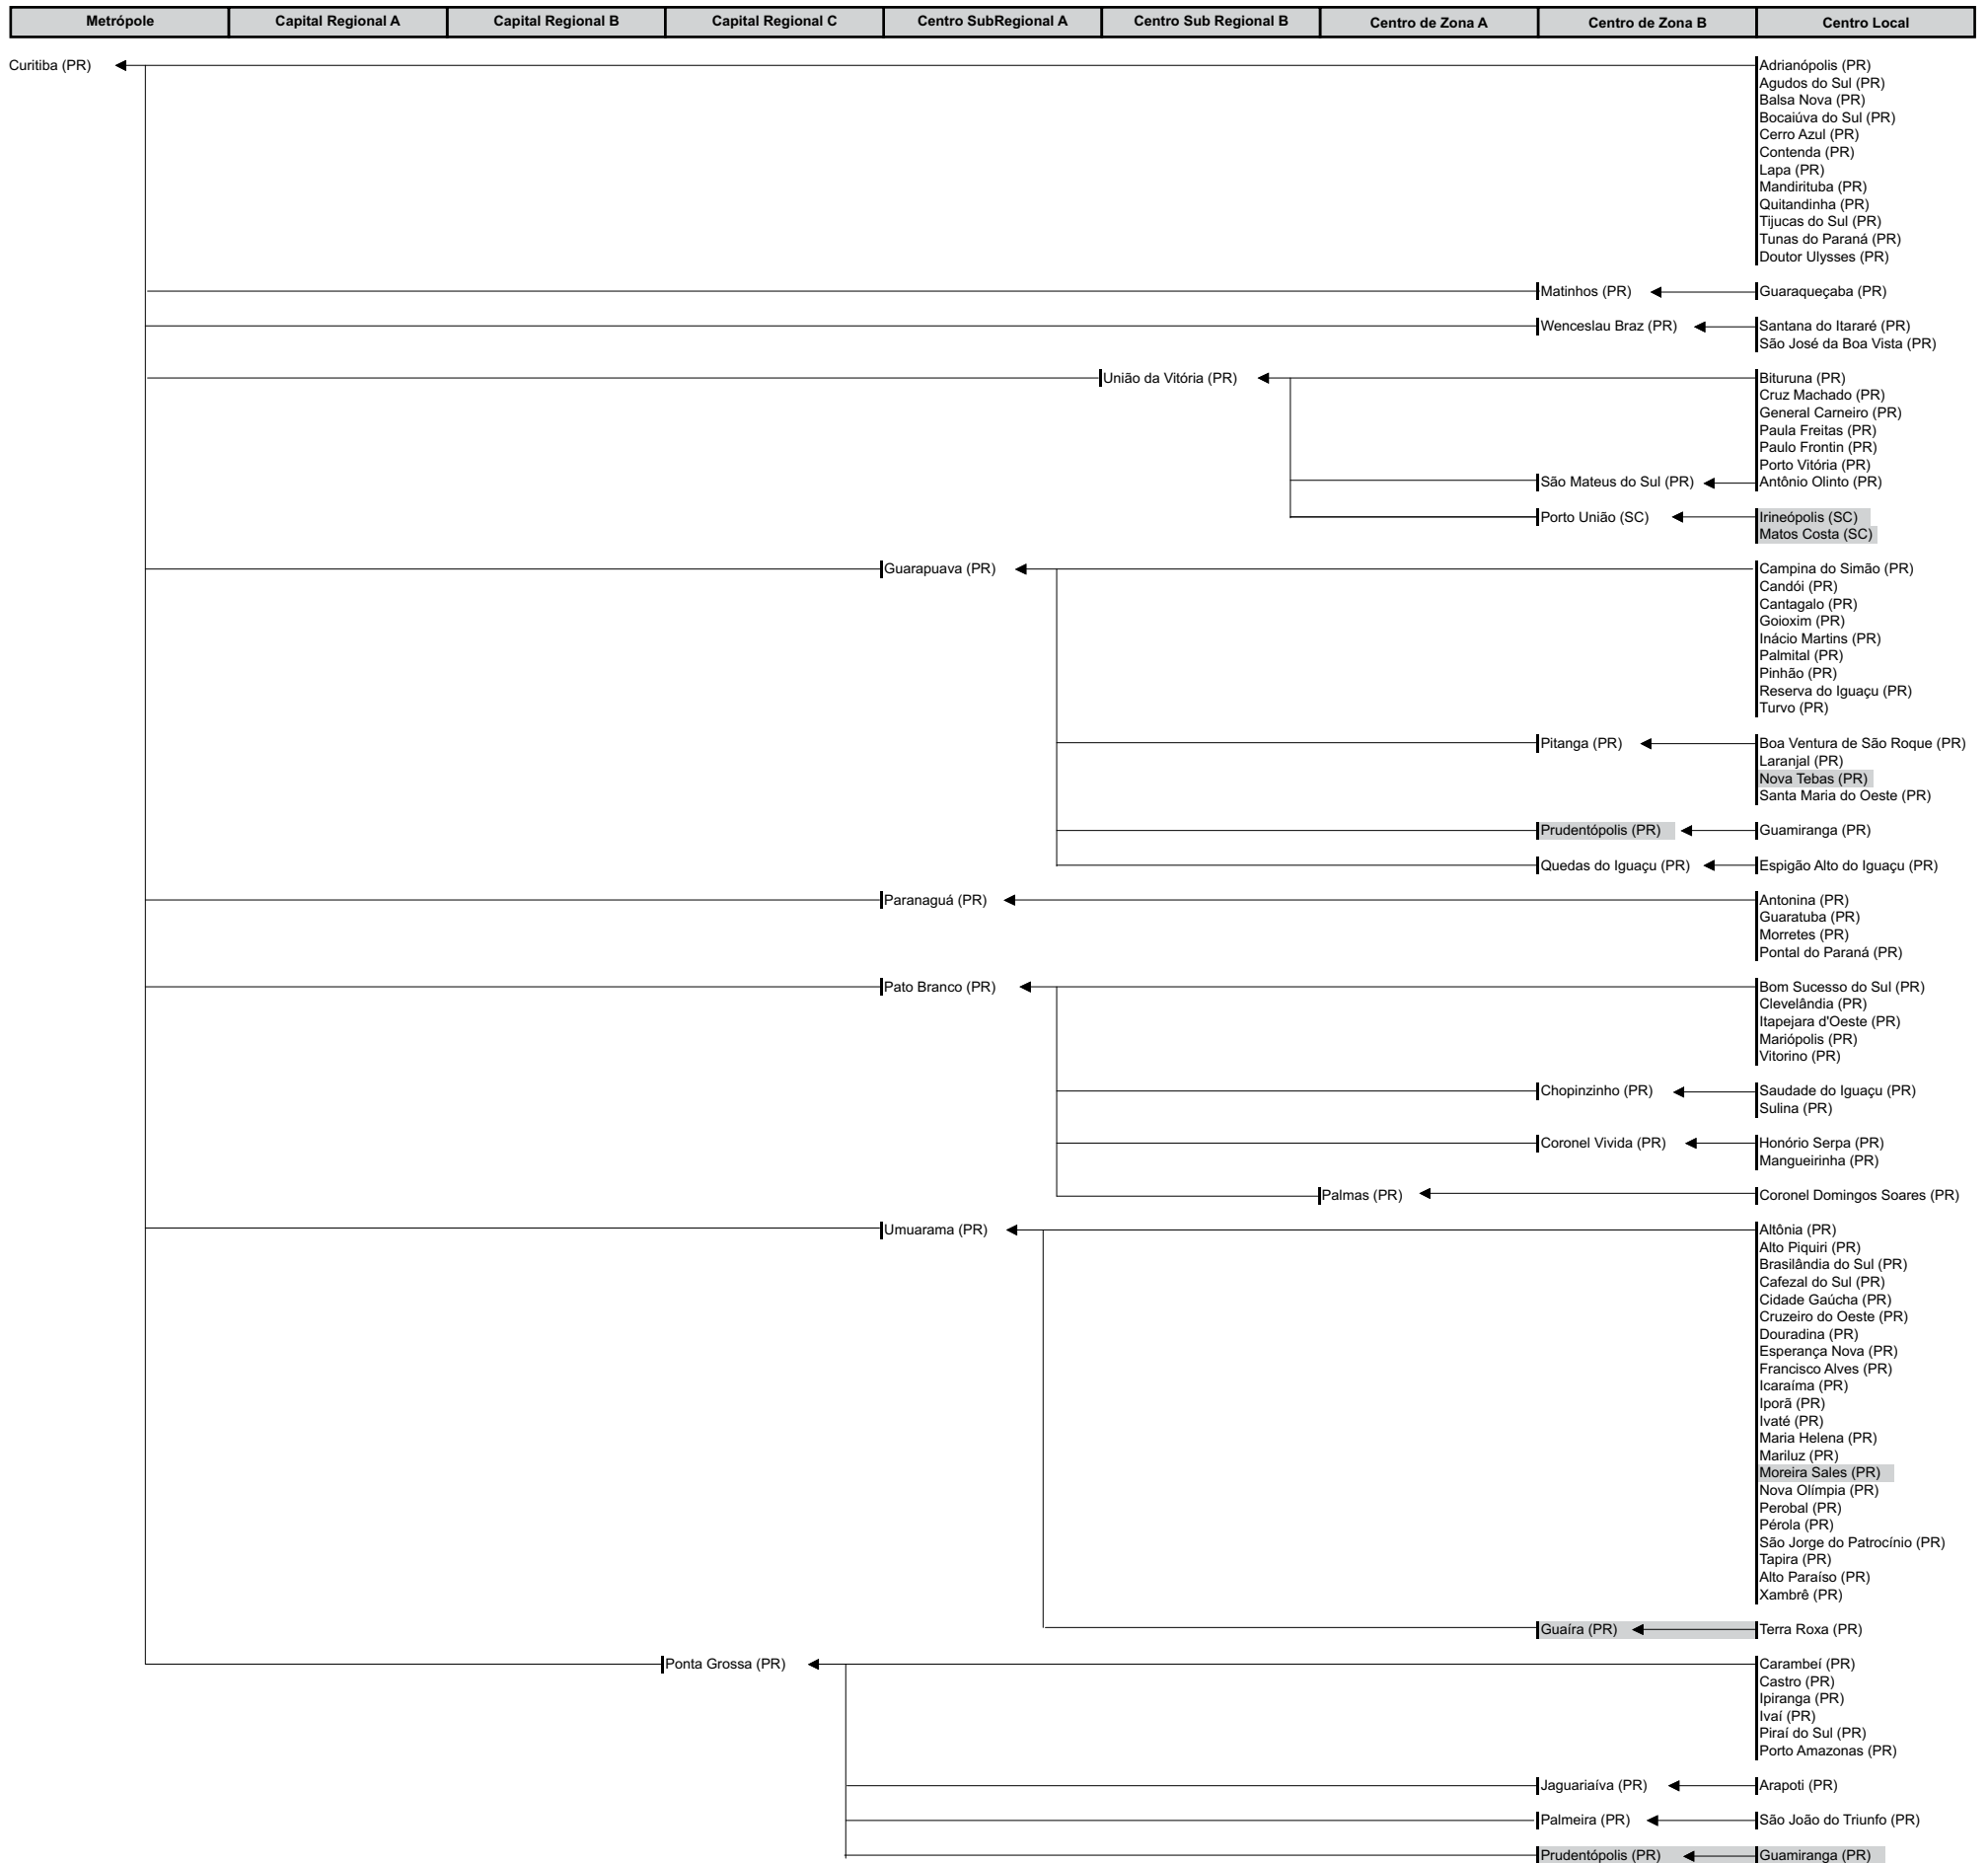 Metrópole Capital Regional A Capital Regional B Capital Regional C Centro SubRegional A Centro Sub Regional B Centro de Zona A Centro de Zona B Centro Local
Curitiba (PR) Adrianópolis (PR)
Agudos do Sul (PR)
Balsa Nova (PR)
Bocaiúva do Sul (PR)
Cerro Azul (PR)
Contenda (PR)
Lapa (PR)
Mandirituba (PR)
Quitandinha (PR)
Tijucas do Sul (PR)
Tunas do Paraná (PR)
Doutor Ulysses (PR)
Matinhos (PR) Guaraqueçaba (PR)
Wenceslau Braz (PR) Santana do Itararé (PR)
São José da Boa Vista (PR)
União da Vitória (PR) Bituruna (PR)
Cruz Machado (PR)
General Carneiro (PR)
Paula Freitas (PR)
Paulo Frontin (PR)
Porto Vitória (PR)
São Mateus do Sul (PR) Antônio Olinto (PR)
Porto União (SC) Irineópolis (SC)
Matos Costa (SC)
Guarapuava (PR) Campina do Simão (PR)
Candói (PR)
Cantagalo (PR)
Goioxim (PR)
Inácio Martins (PR)
Palmital (PR)
Pinhão (PR)
Reserva do Iguaçu (PR)
Turvo (PR)
Pitanga (PR) Boa Ventura de São Roque (PR)
Laranjal (PR)
Nova Tebas (PR)
Santa Maria do Oeste (PR)
Prudentópolis (PR) Guamiranga (PR)
Quedas do Iguaçu (PR) Espigão Alto do Iguaçu (PR)
Paranaguá (PR) Antonina (PR)
Guaratuba (PR)
Morretes (PR)
Pontal do Paraná (PR)
Pato Branco (PR) Bom Sucesso do Sul (PR)
Clevelândia (PR)
Itapejara d'Oeste (PR)
Mariópolis (PR)
Vitorino (PR)
Chopinzinho (PR) Saudade do Iguaçu (PR)
Sulina (PR)
Coronel Vivida (PR) Honório Serpa (PR)
Mangueirinha (PR)
Palmas (PR) Coronel Domingos Soares (PR)
Umuarama (PR) Altônia (PR)
Alto Piquiri (PR)
Brasilândia do Sul (PR)
Cafezal do Sul (PR)
Cidade Gaúcha (PR)
Cruzeiro do Oeste (PR)
Douradina (PR)
Esperança Nova (PR)
Francisco Alves (PR)
Icaraíma (PR)
Iporã (PR)
Ivaté (PR)
Maria Helena (PR)
Mariluz (PR)
Moreira Sales (PR)
Nova Olímpia (PR)
Perobal (PR)
Pérola (PR)
São Jorge do Patrocínio (PR)
Tapira (PR)
Alto Paraíso (PR)
Xambrê (PR)
Guaíra (PR) Terra Roxa (PR)
Ponta Grossa (PR) Carambeí (PR)
Castro (PR)
Ipiranga (PR)
Ivaí (PR)
Piraí do Sul (PR)
Porto Amazonas (PR)
Jaguariaíva (PR) Arapoti (PR)
Palmeira (PR) São João do Triunfo (PR)
Prudentópolis (PR) Guamiranga (PR)